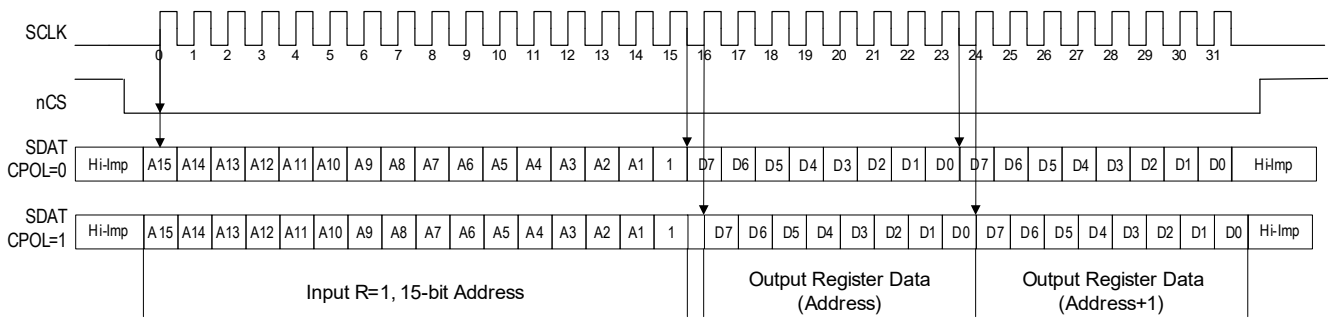 SCLK
0 1 2 3 4 5 6 7 8 9 10 11 12 13 14 15 16 17 18 19 20 21 22 23 24 25 26 27 28 29 30 31
nCS
SDAT
CPOL=0
Hi-Imp A15 A14 A13 A12 A11 A10 A9 A8 A7 A6 A5 A4 A3 A2 A1 1 D7 D6 D5 D4 D3 D2 D1 D0 D7 D6 D5 D4 D3 D2 D1 D0 Hi-Imp
SDAT
CPOL=1
Hi-Imp A15 A14 A13 A12 A11 A10 A9 A8 A7 A6 A5 A4 A3 A2 A1 1 D7 D6 D5 D4 D3 D2 D1 D0 D7 D6 D5 D4 D3 D2 D1 D0 Hi-Imp
Input R=1, 15-bit Address
Output Register Data
(Address)
Output Register Data
(Address+1)